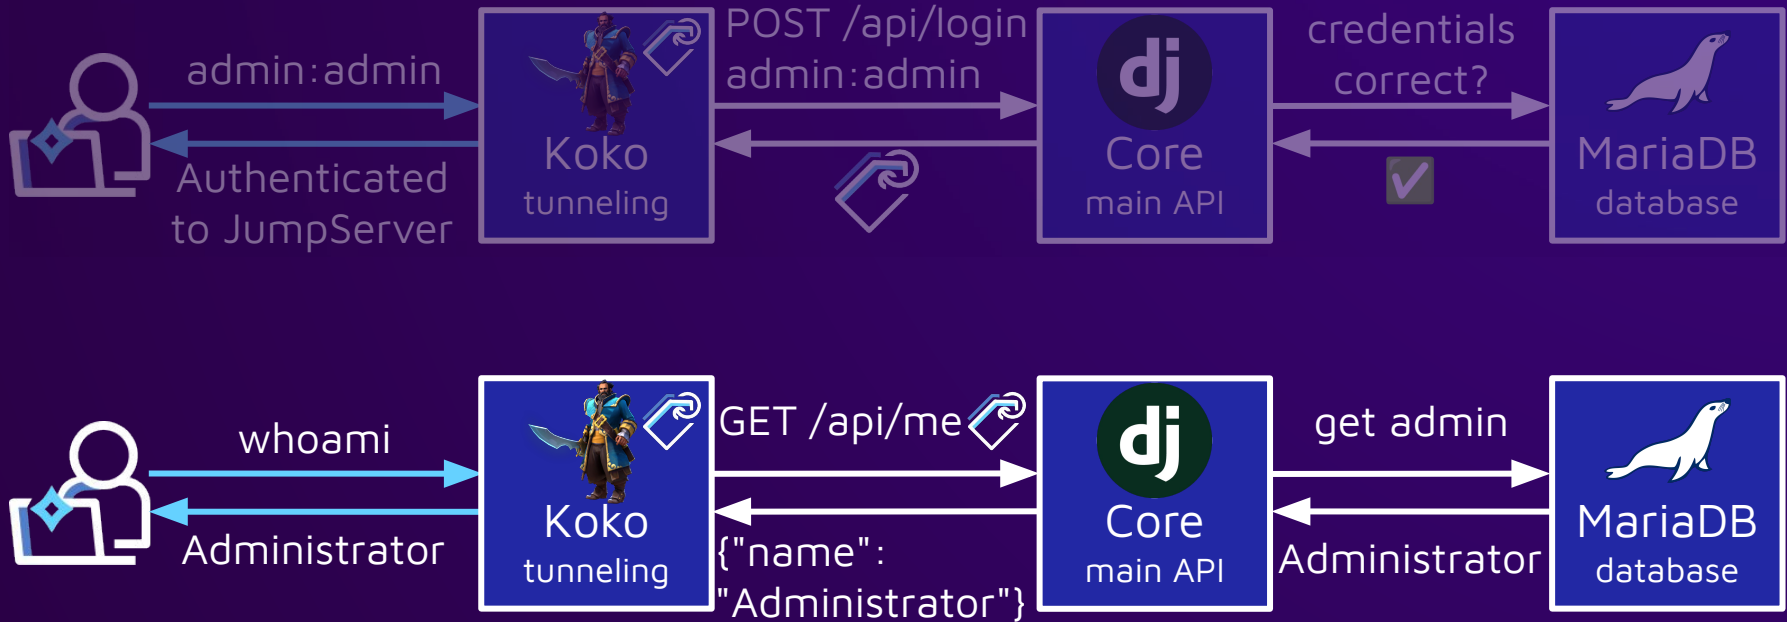 admin:admin
Authenticated
to JumpServer
Koko
tunneling
POST /api/login
admin:admin
dj
Core
main API
credentials
correct?
MariaDB
database
whoami
Administrator
Koko
tunneling
GET /api/me
{"name":
"Administrator"}
dj
Core
main API
get admin
Administrator
MariaDB
database